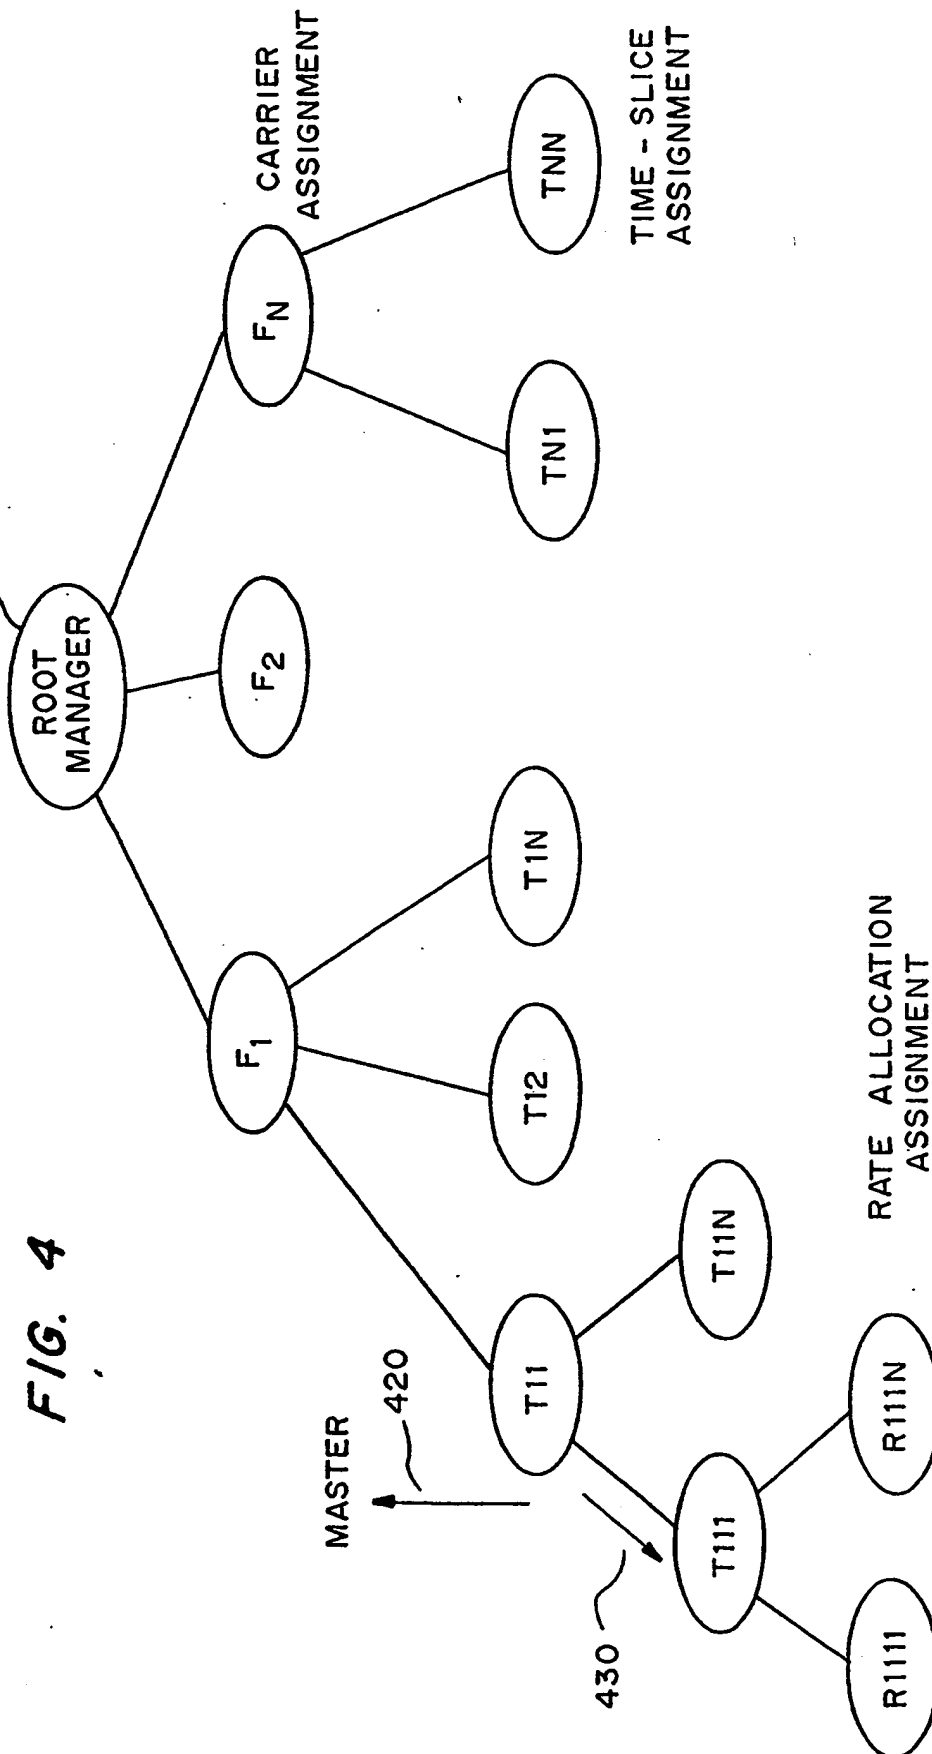 FIG. 4
ROOT
MANAGER
F1
F2
FN
CARRIER
ASSIGNMENT
MASTER
420
T11
T12
T1N
TN1
TNN
TIME - SLICE
ASSIGNMENT
430
T111
T11N
R1111
R111N
RATE ALLOCATION
ASSIGNMENT